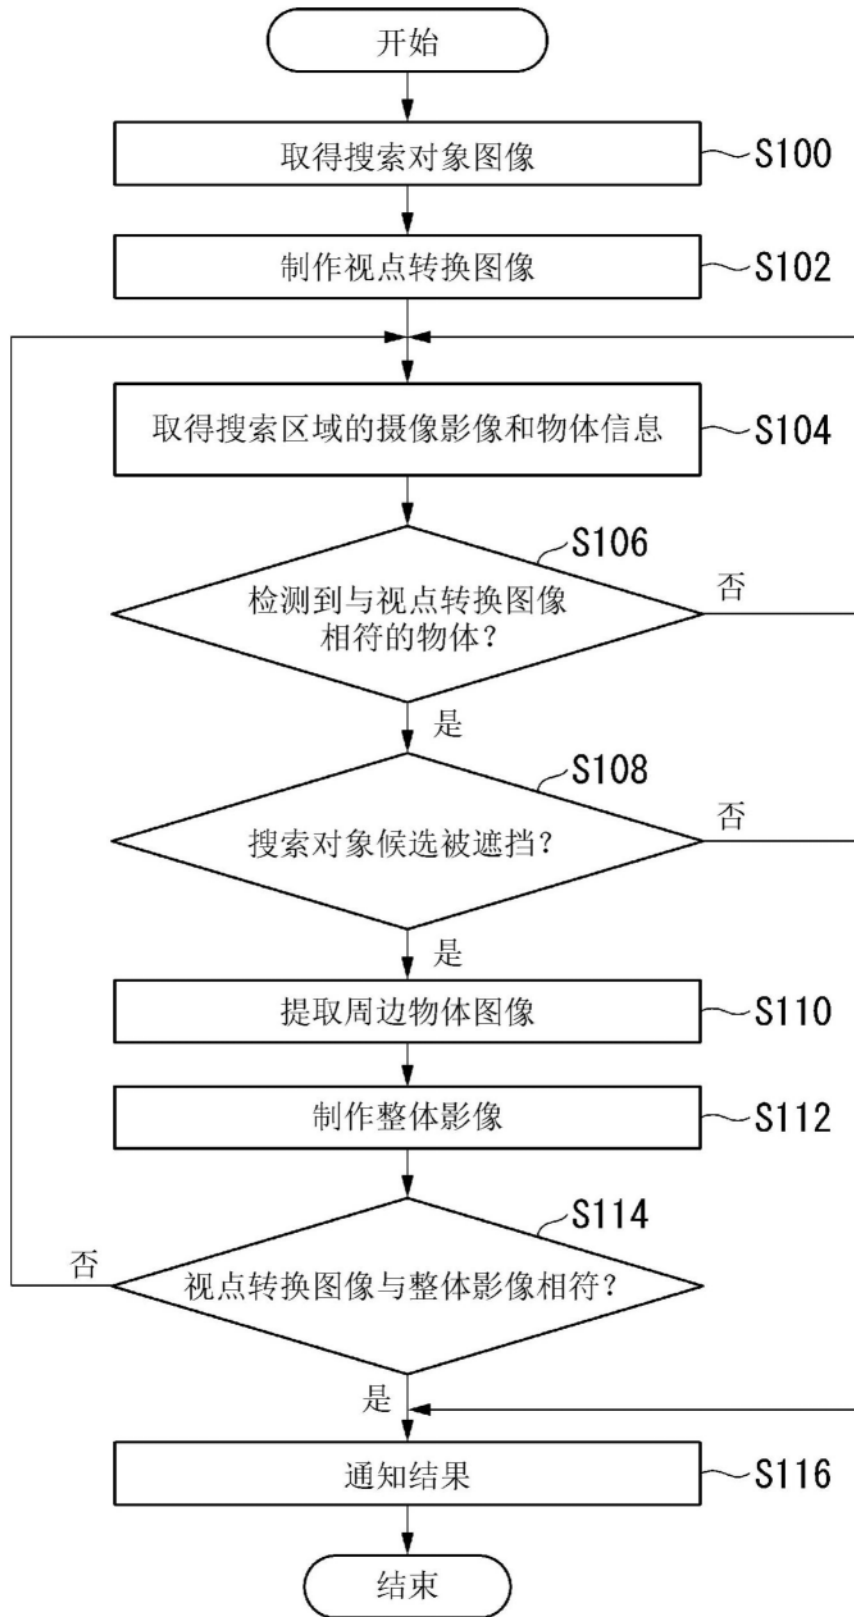 开始
取得搜索对象图像
S100
制作视点转换图像
S102
取得搜索区域的摄像影像和物体信息
S104
S106
检测到与视点转换图像
相符的物体？
否
是
S108
搜索对象候选被遮挡？
否
是
提取周边物体图像
S110
制作整体影像
S112
S114
否
视点转换图像与整体影像相符？
是
通知结果
S116
结束